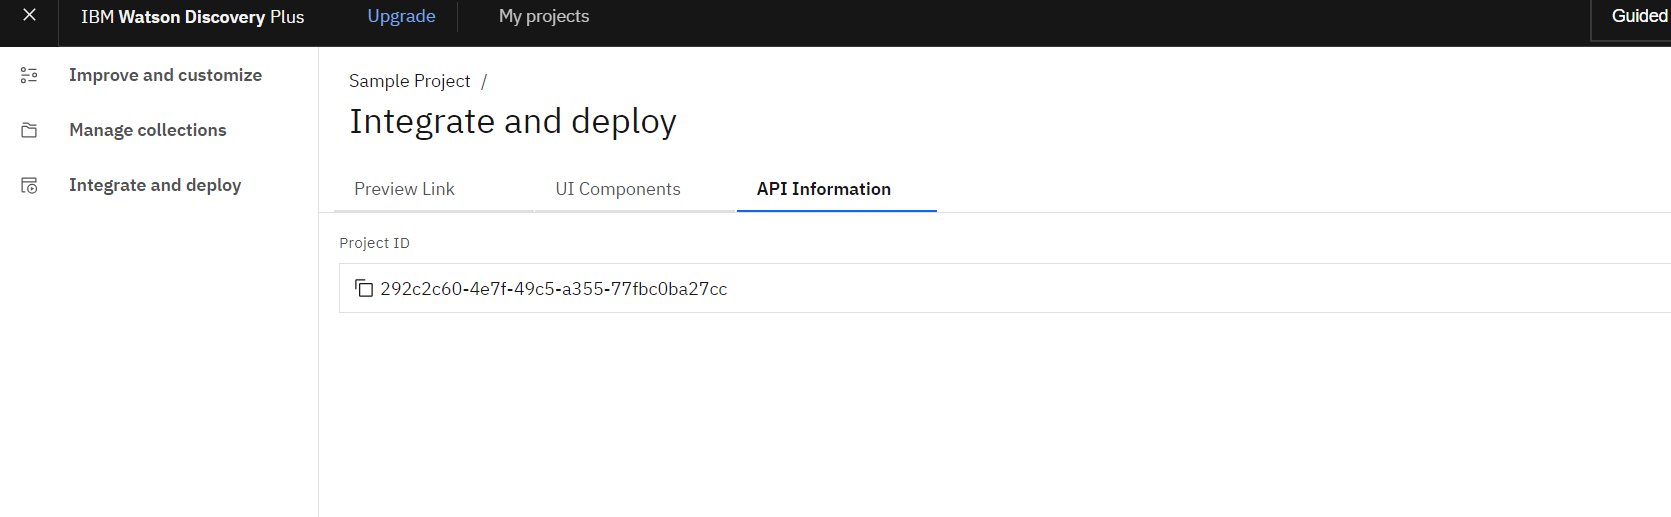 IBM Watson Discovery Plus
Upgrade
My projects
Guided
Improve and customize
Manage collections
Integrate and deploy
Sample Project /
Integrate and deploy
Preview Link
UI Components
API Information
Project ID
292c2c60-4e7f-49c5-a355-77fbc0ba27cc